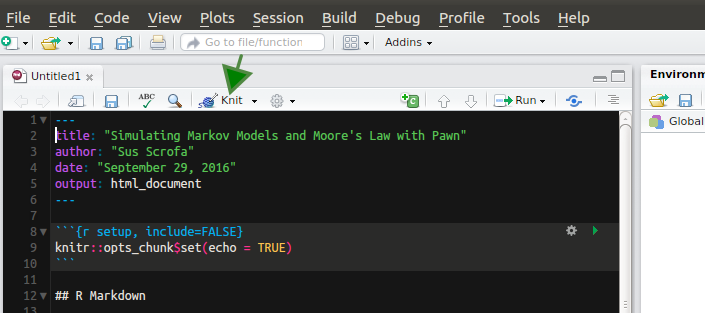 File Edit Code View Plots Session Build Debug Profile Tools Help
Go to file/function Addins
Untitled1 Environ
ABC Knit Run Global
1 ---
2 title: "Simulating Markov Models and Moore's Law with Pawn"
3 author: "Sus Scrofa"
4 date: "September 29, 2016"
5 output: html_document
6 ---
7
8 ```{r setup, include=FALSE}
9 knitr::opts_chunk$set(echo = TRUE)
10 ```
11
12 ## R Markdown
13